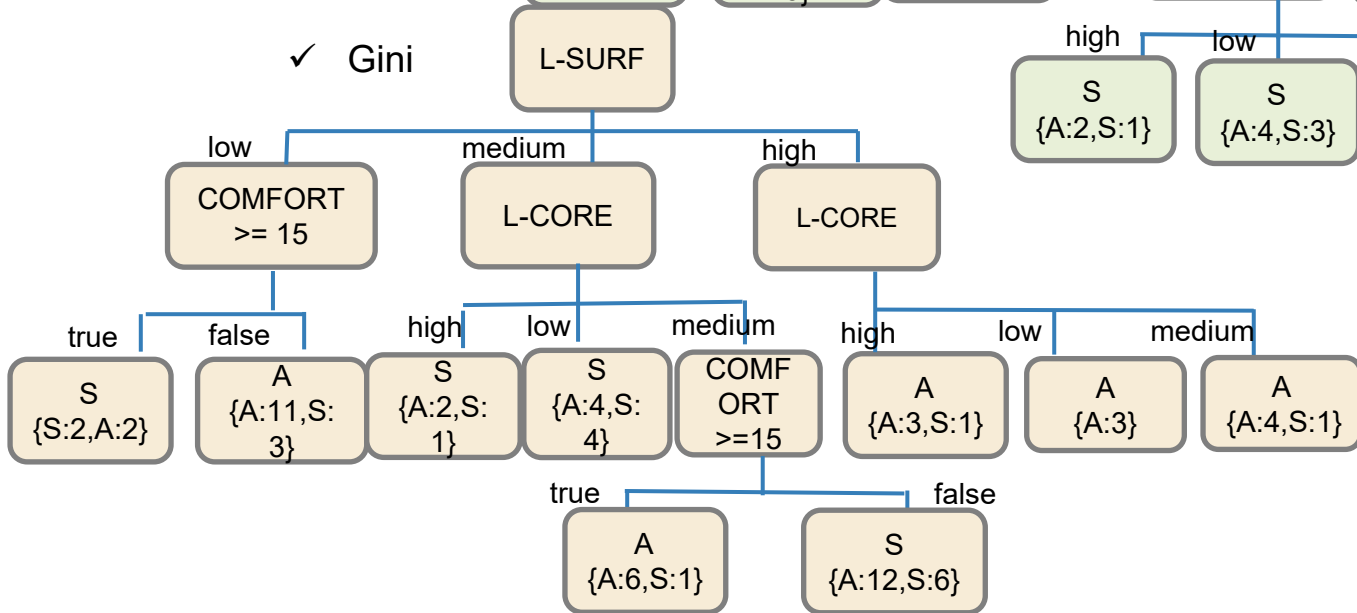 ✓ Gini
L-SURF
high
low
S
{A:2,S:1}
S
{A:4,S:3}
low
medium
high
COMFORT
>= 15
L-CORE
L-CORE
true
false
high
low
medium
high
low
medium
S
{S:2,A:2}
A
{A:11,S:
3}
S
{A:2,S:
1}
S
{A:4,S:
4}
COMF
ORT
>=15
A
{A:3,S:1}
A
{A:3}
A
{A:4,S:1}
true
false
A
{A:6,S:1}
S
{A:12,S:6}